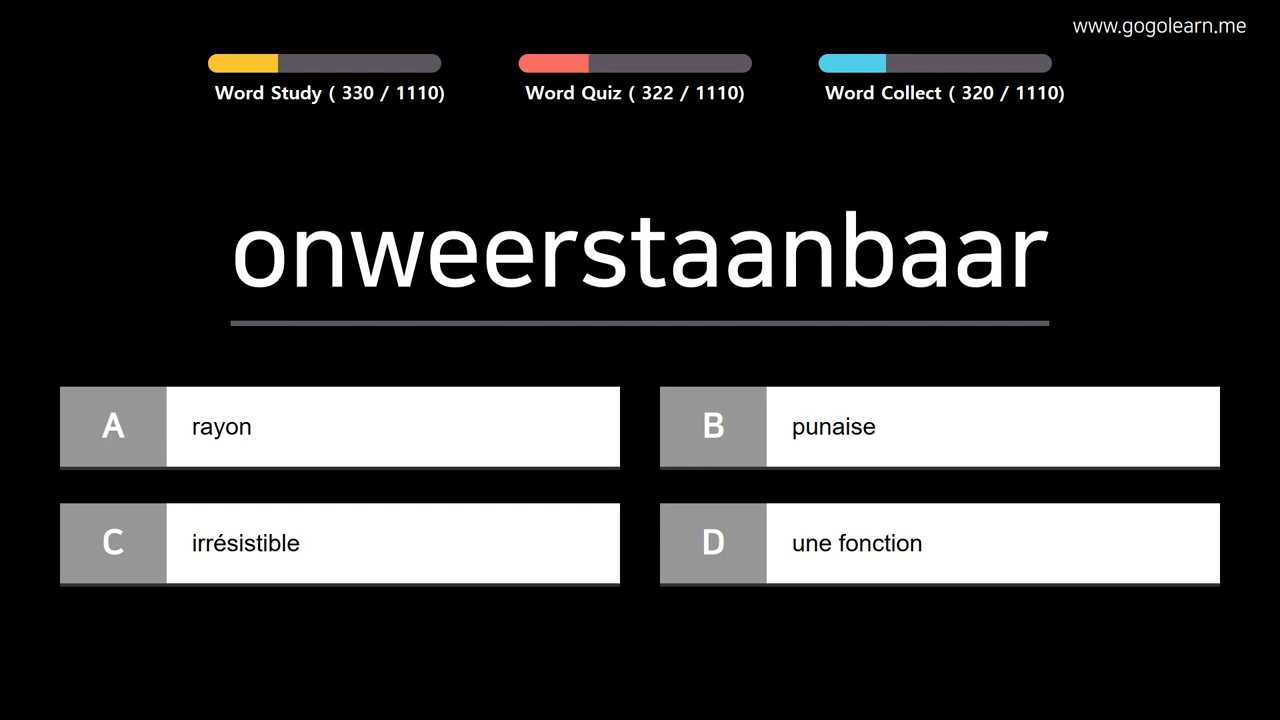 www.gogolearn.me
Word Study ( 330 / 1110)
Word Quiz ( 322 / 1110)
Word Collect ( 320 / 1110)
onweerstaanbaar
A rayon
B punaise
C irrésistible
D une fonction